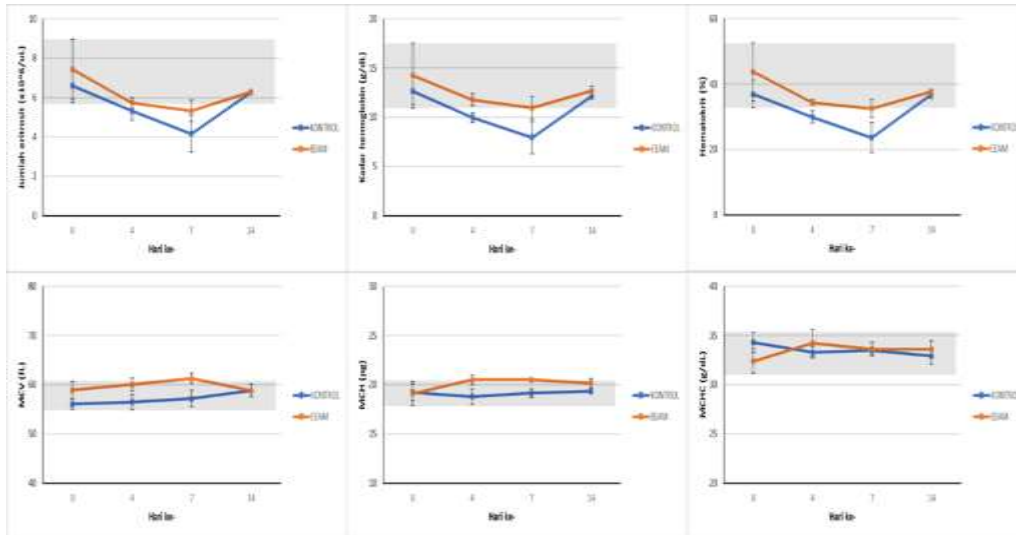 Jumlah eritrosit (x10^6/uL)
10
8
6
4
2
0
0 4 7 14
Hari ke-
KONTROL
EEAM
Kadar hemoglobin (g/dL)
20
15
10
5
0
0 4 7 14
Hari ke-
KONTROL
EEAM
Hematokrit (%)
60
40
20
0
0 4 7 14
Hari ke-
KONTROL
EEAM
MCV (fL)
80
70
60
50
40
0 4 7 14
Hari ke-
KONTROL
EEAM
MCH (pg)
30
25
20
15
10
0 4 7 14
Hari ke-
KONTROL
EEAM
MCHC (g/dL)
40
35
30
25
20
0 4 7 14
Hari ke-
KONTROL
EEAM